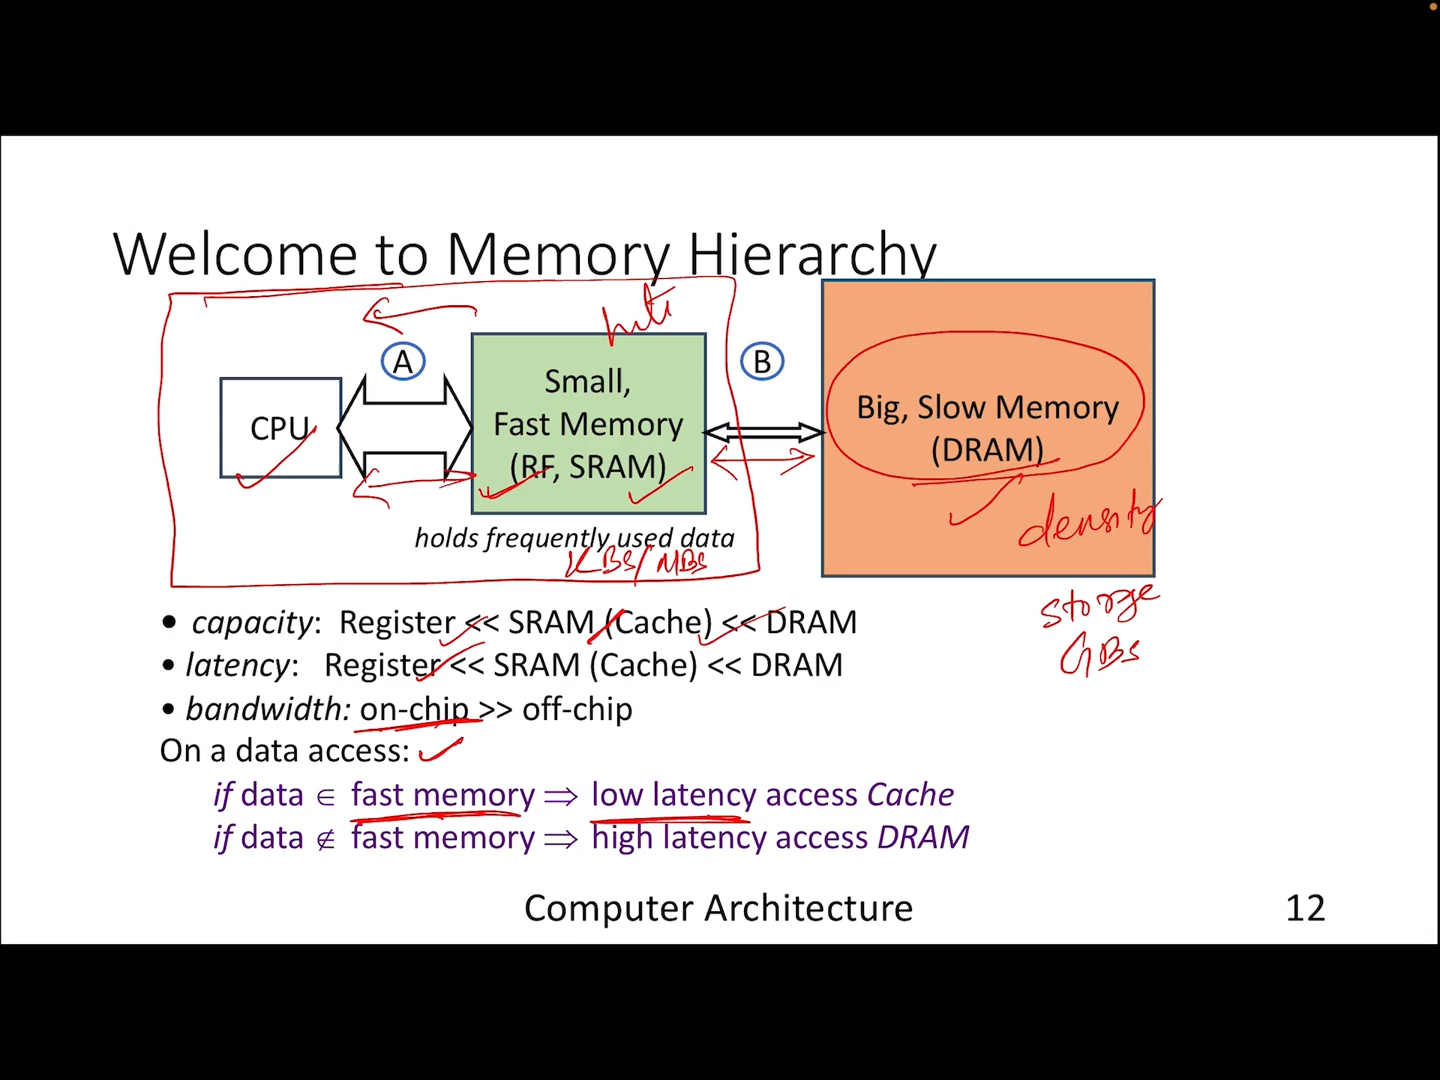 Welcome to Memory Hierarchy
hits
A
B
CPU
Small,
Fast Memory
(RF, SRAM)
Big, Slow Memory
(DRAM)
density
holds frequently used data
KBs/MBs
storge
GBs
• capacity: Register << SRAM (Cache) << DRAM
• latency: Register << SRAM (Cache) << DRAM
• bandwidth: on-chip >> off-chip
On a data access:
if data ∈ fast memory ⇒ low latency access Cache
if data ∉ fast memory ⇒ high latency access DRAM
Computer Architecture
12